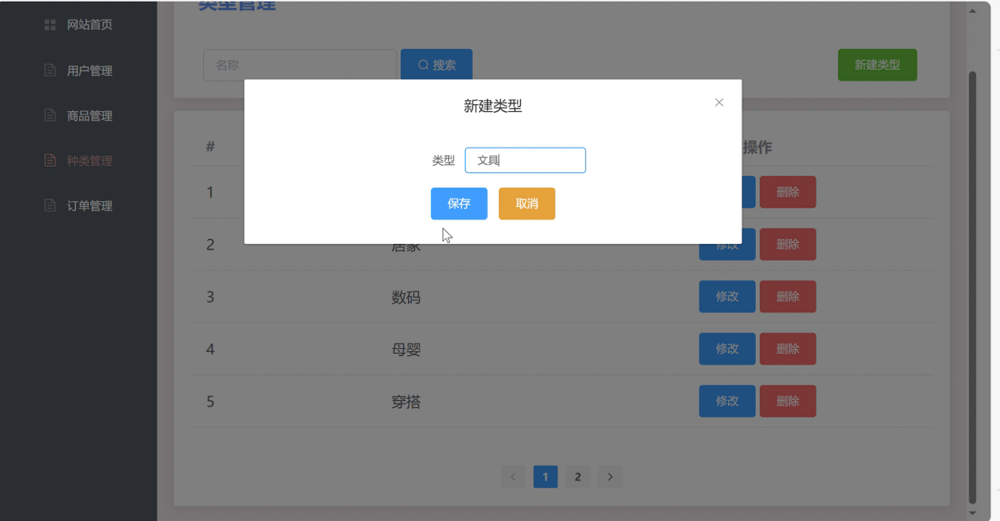 类型管理
网站首页
用户管理
商品管理
种类管理
订单管理
名称
搜索
新建类型
新建类型
类型 文具
保存 取消
# 操作
1 删除
2 居家 修改 删除
3 数码 修改 删除
4 母婴 修改 删除
5 穿搭 修改 删除
1 2